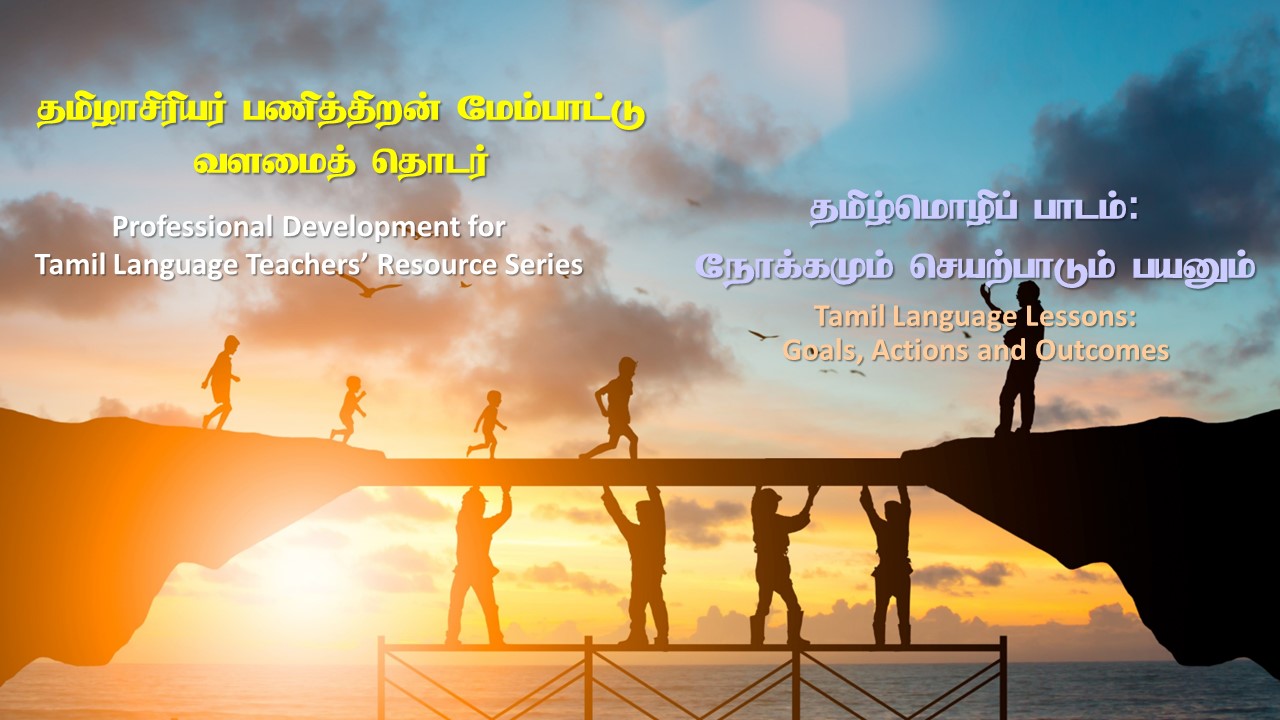 தமிழாசிரியர் பணித்திறன் மேம்பாட்டு
வளமைத் தொடர்
Professional Development for
Tamil Language Teachers’ Resource Series
தமிழ்மொழிப் பாடம்:
நோக்கமும் செயற்பாடும் பயனும்
Tamil Language Lessons:
Goals, Actions and Outcomes